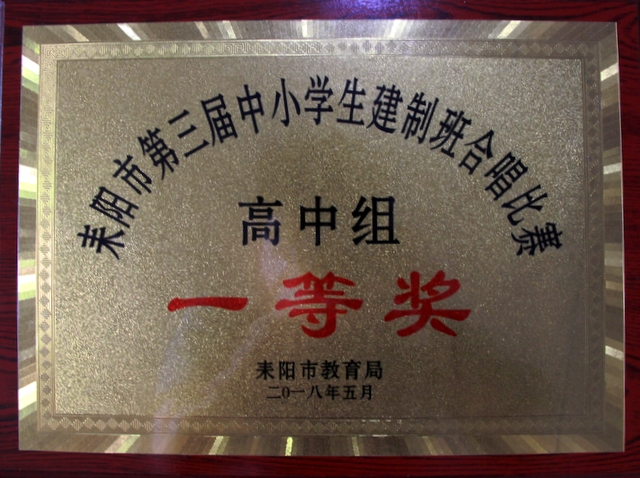 耒阳市第三届中小学生建制班合唱比赛
高中组
一等奖
耒阳市教育局
二〇一八年五月